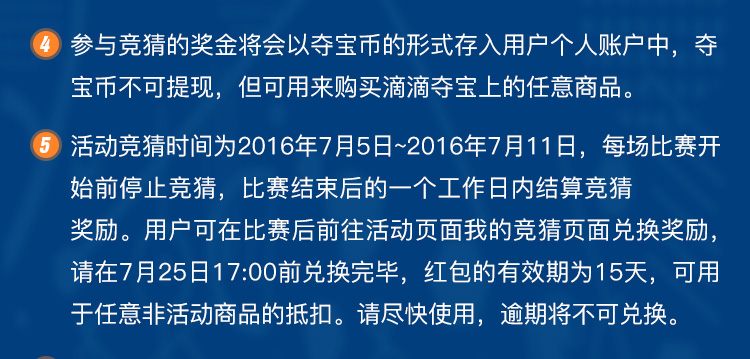 4 参与竞猜的奖金将会以夺宝币的形式存入用户个人账户中，夺
宝币不可提现，但可用来购买滴滴夺宝上的任意商品。
5 活动竞猜时间为2016年7月5日~2016年7月11日，每场比赛开
始前停止竞猜，比赛结束后的一个工作日内结算竞猜
奖励。用户可在比赛后前往活动页面我的竞猜页面兑换奖励，
请在7月25日17:00前兑换完毕，红包的有效期为15天，可用
于任意非活动商品的抵扣。请尽快使用，逾期将不可兑换。